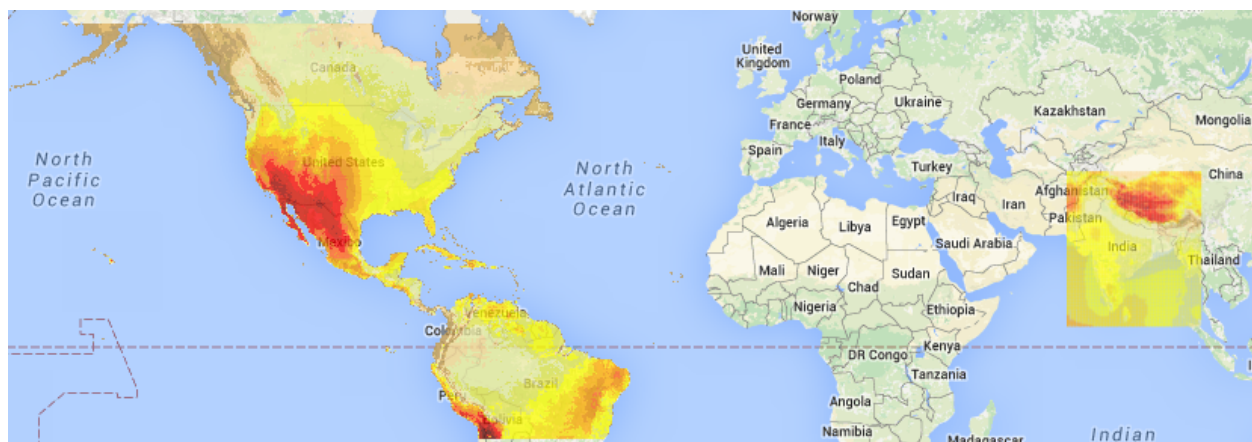 Norway
Canada
United
Kingdom
Poland
Germany
Ukraine
Kazakhstan
Mongolia
France
Italy
Spain
Turkey
North
Pacific
Ocean
United States
North
Atlantic
Ocean
China
Afghanistan
Iraq
Iran
Pakistan
Algeria
Libya
Egypt
Saudi Arabia
Mexico
India
Thailand
Mali
Niger
Sudan
Chad
Nigeria
Ethiopia
Venezuela
Colombia
Kenya
DR Congo
Tanzania
Brazil
Peru
Angola
Bolivia
Namibia
Madagascar
Indian